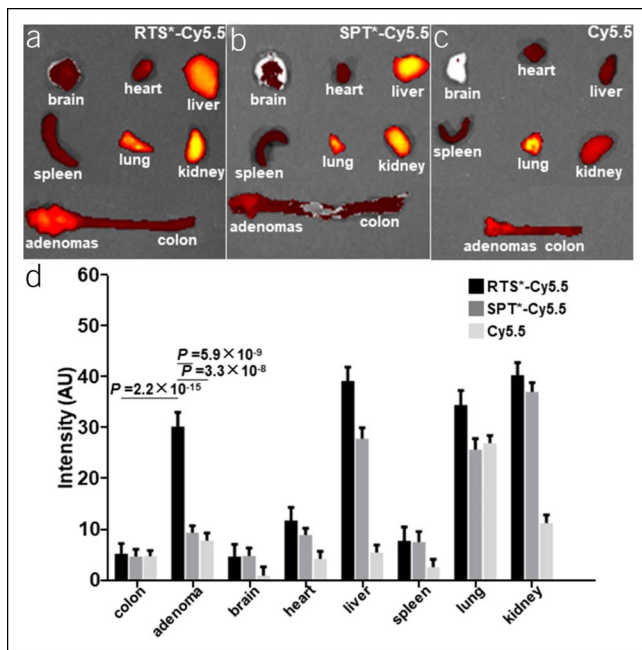 a RTS*-Cy5.5
brain heart liver
spleen lung kidney
adenomas colon
b SPT*-Cy5.5
brain heart liver
spleen lung kidney
adenomas colon
c Cy5.5
brain heart liver
spleen lung kidney
adenomas colon
d
RTS*-Cy5.5
SPT*-Cy5.5
Cy5.5
P =5.9×10⁻⁹
P =3.3×10⁻⁸
P =2.2×10⁻¹⁵
Intensity (AU)
60
50
40
30
20
10
0
colon adenoma brain heart liver spleen lung kidney